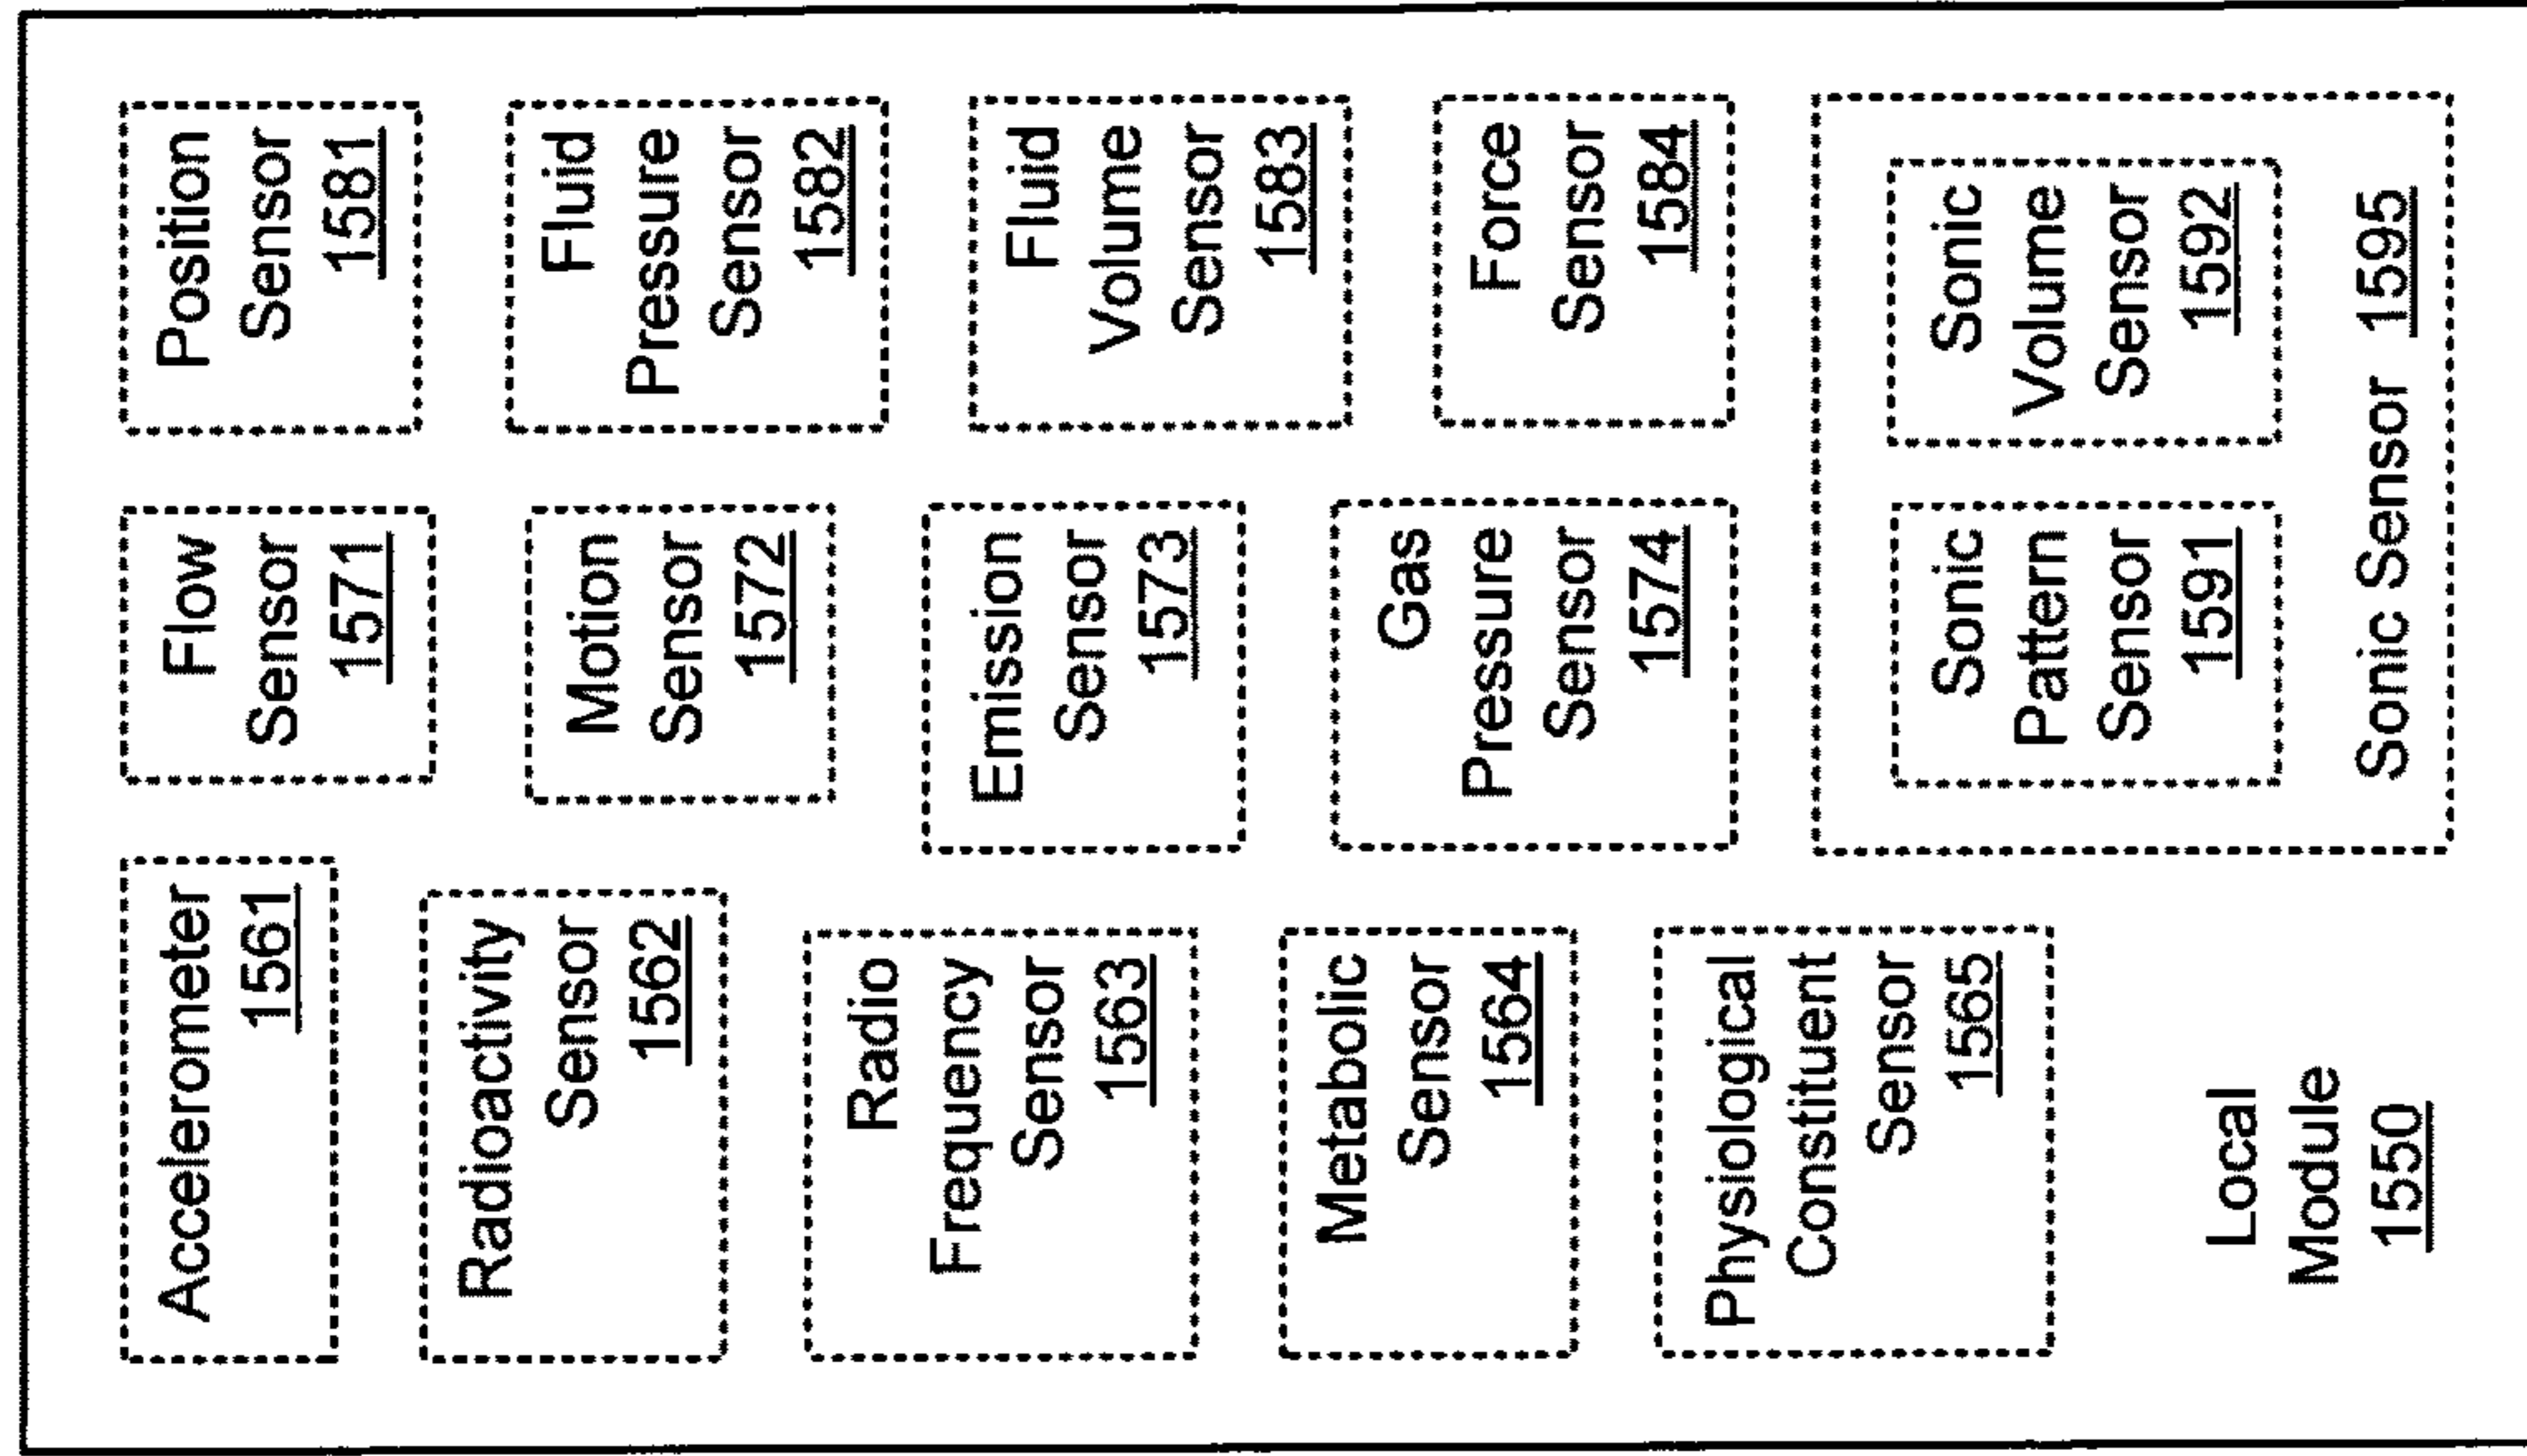 Accelerometer
1561
Radioactivity
Sensor
1562
Radio
Frequency
Sensor
1563
Metabolic
Sensor
1564
Physiological
Constituent
Sensor
1565
Local
Module
1550
Flow
Sensor
1571
Motion
Sensor
1572
Emission
Sensor
1573
Gas
Pressure
Sensor
1574
Position
Sensor
1581
Fluid
Pressure
Sensor
1582
Fluid
Volume
Sensor
1583
Force
Sensor
1584
Sonic
Pattern
Sensor
1591
Sonic
Volume
Sensor
1592
Sonic Sensor 1595